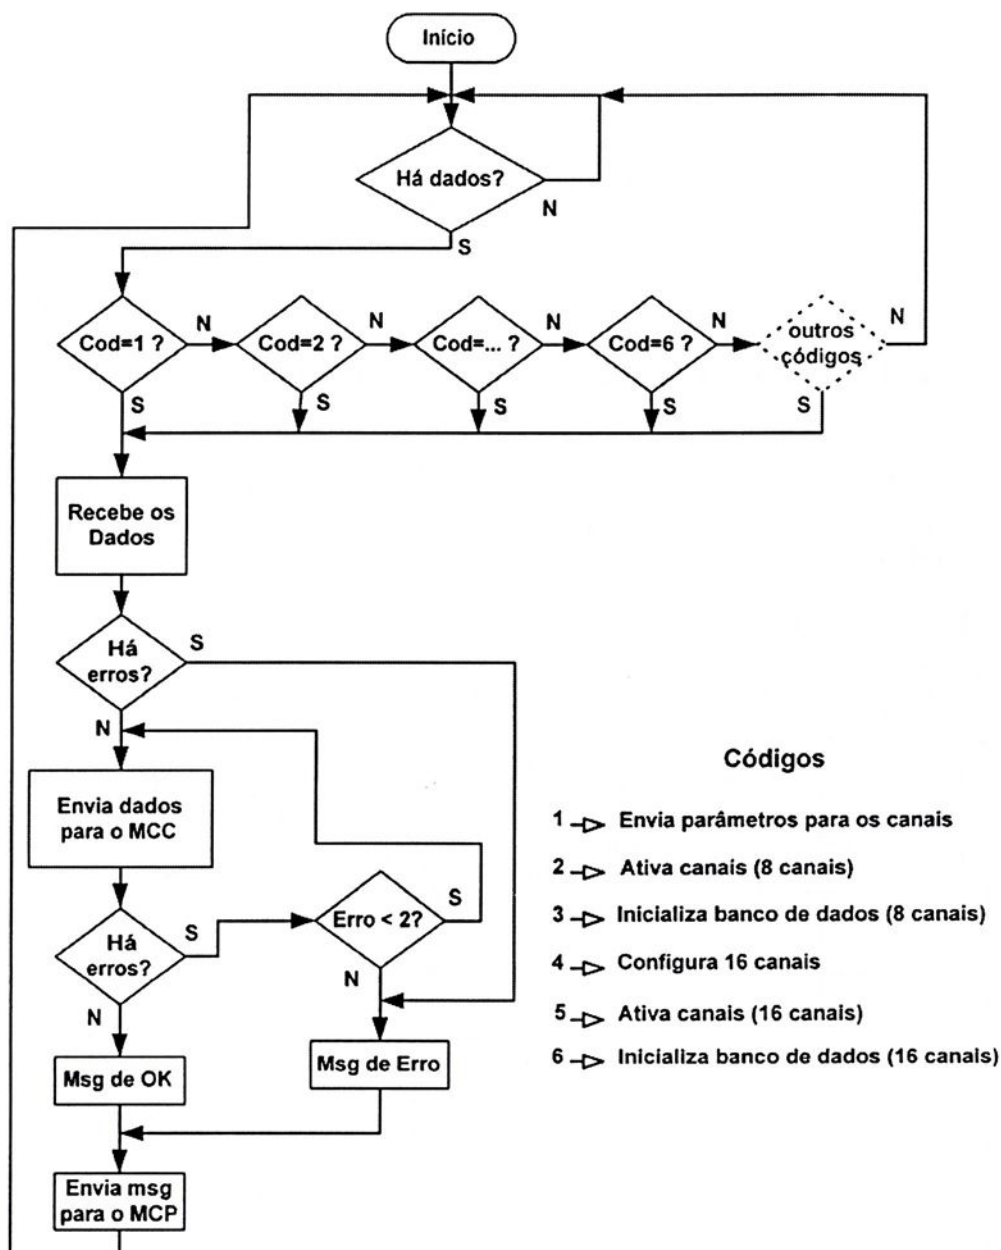 Início
Há dados?
N
S
Cod=1 ?
N
Cod=2 ?
N
Cod=... ?
N
Cod=6 ?
N
outros
códigos
N
S
S
S
S
S
Recebe os
Dados
Há
erros?
S
N
Envia dados
para o MCC
Há
erros?
S
N
Erro < 2?
S
N
Msg de OK
Msg de Erro
Envia msg
para o MCP
Códigos
1 Envia parâmetros para os canais
2 Ativa canais (8 canais)
3 Inicializa banco de dados (8 canais)
4 Configura 16 canais
5 Ativa canais (16 canais)
6 Inicializa banco de dados (16 canais)